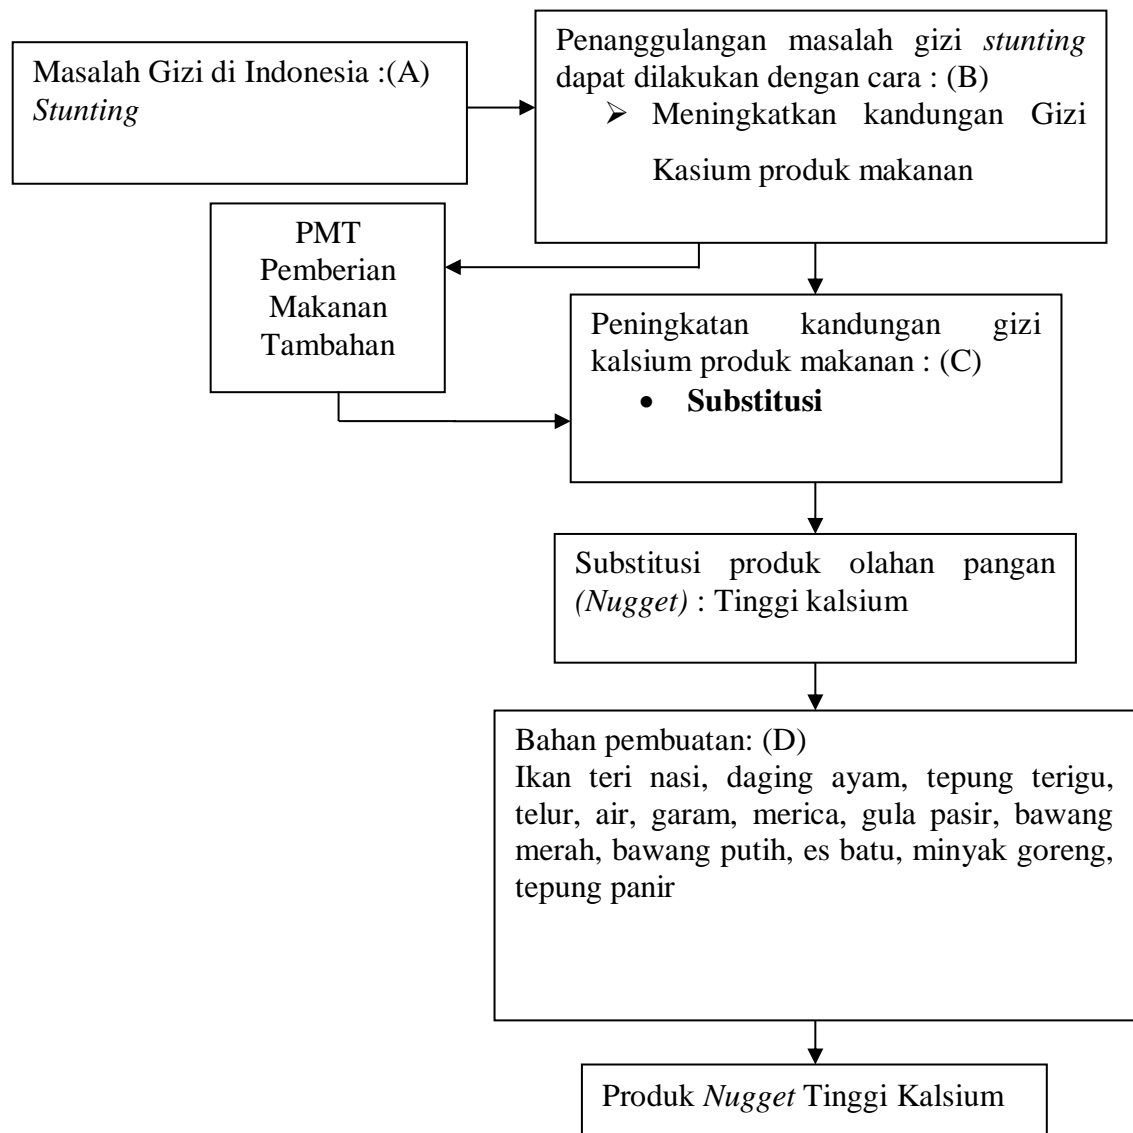 Masalah Gizi di Indonesia :(A)
Stunting
Penanggulangan masalah gizi stunting
dapat dilakukan dengan cara : (B)
➢ Meningkatkan kandungan Gizi
Kasium produk makanan
PMT
Pemberian
Makanan
Tambahan
Peningkatan kandungan gizi
kalsium produk makanan : (C)
• Substitusi
Substitusi produk olahan pangan
(Nugget) : Tinggi kalsium
Bahan pembuatan: (D)
Ikan teri nasi, daging ayam, tepung terigu,
telur, air, garam, merica, gula pasir, bawang
merah, bawang putih, es batu, minyak goreng,
tepung panir
Produk Nugget Tinggi Kalsium